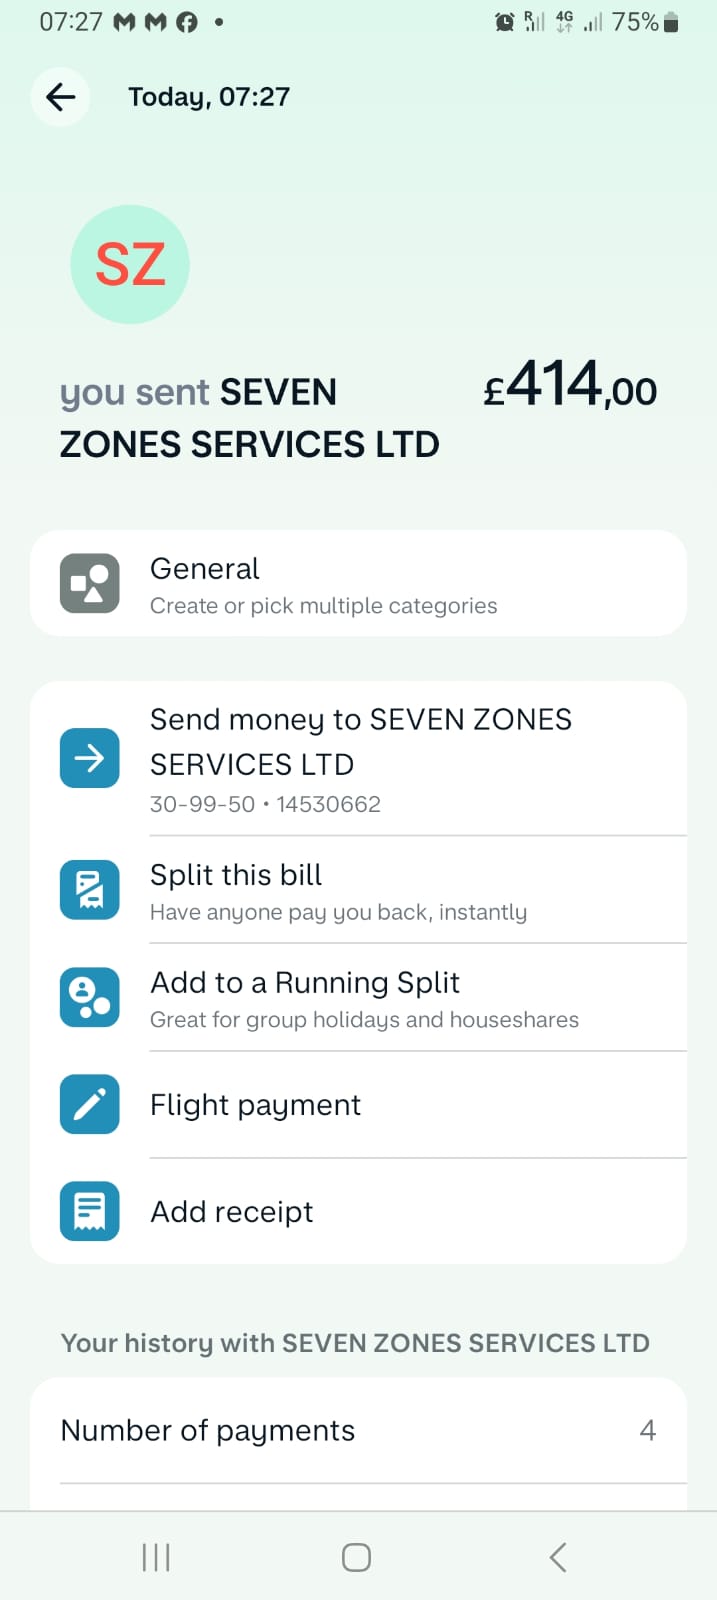 07:27
4G
75%
Today, 07:27
SZ
you sent SEVEN
ZONES SERVICES LTD
£414,00
General
Create or pick multiple categories
Send money to SEVEN ZONES
SERVICES LTD
30-99-50 • 14530662
Split this bill
Have anyone pay you back, instantly
Add to a Running Split
Great for group holidays and houseshares
Flight payment
Add receipt
Your history with SEVEN ZONES SERVICES LTD
Number of payments
4